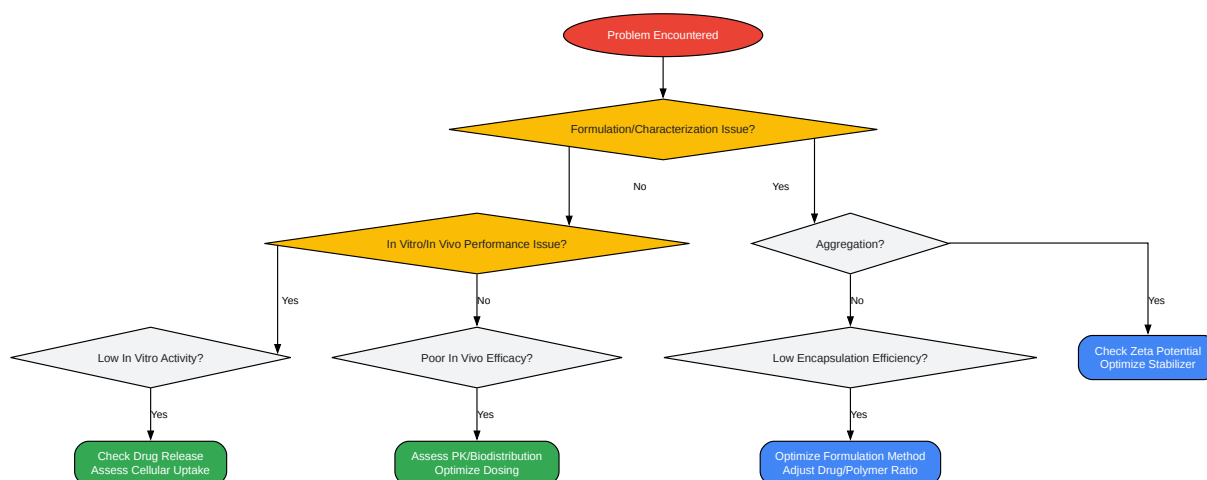 Problem Encountered
Formulation/Characterization Issue?
No
Yes
In Vitro/In Vivo Performance Issue?
Aggregation?
Yes
No
No
Yes
Low In Vitro Activity?
Poor In Vivo Efficacy?
Low Encapsulation Efficiency?
Check Zeta Potential
Optimize Stabilizer
Yes
Yes
Yes
Check Drug Release
Assess Cellular Uptake
Assess PK/Biodistribution
Optimize Dosing
Optimize Formulation Method
Adjust Drug/Polymer Ratio